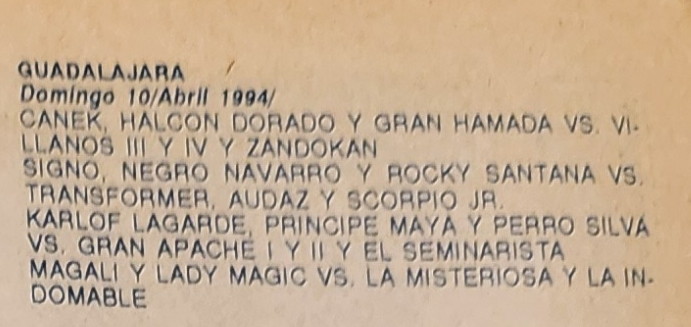 GUADALAJARA
Domingo 10/Abril 1994/
CANEK, HALCON DORADO Y GRAN HAMADA VS. VI-
LLANOS III Y IV Y ZANDOKAN
SIGNO, NEGRO NAVARRO Y ROCKY SANTANA VS.
TRANSFORMER, AUDAZ Y SCORPIO JR.
KARLOF LAGARDE, PRINCIPE MAYA Y PERRO SILVA
VS. GRAN APACHE I Y II Y EL SEMINARISTA
MAGALI Y LADY MAGIC VS. LA MISTERIOSA Y LA IN-
DOMABLE